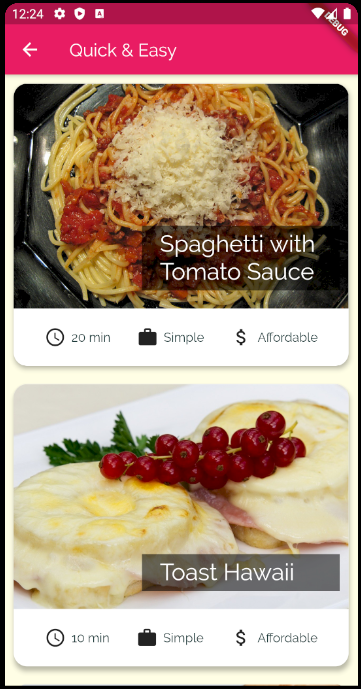 12:24
DEBUG
Quick & Easy
Spaghetti with
Tomato Sauce
20 min Simple Affordable
Toast Hawaii
10 min Simple Affordable